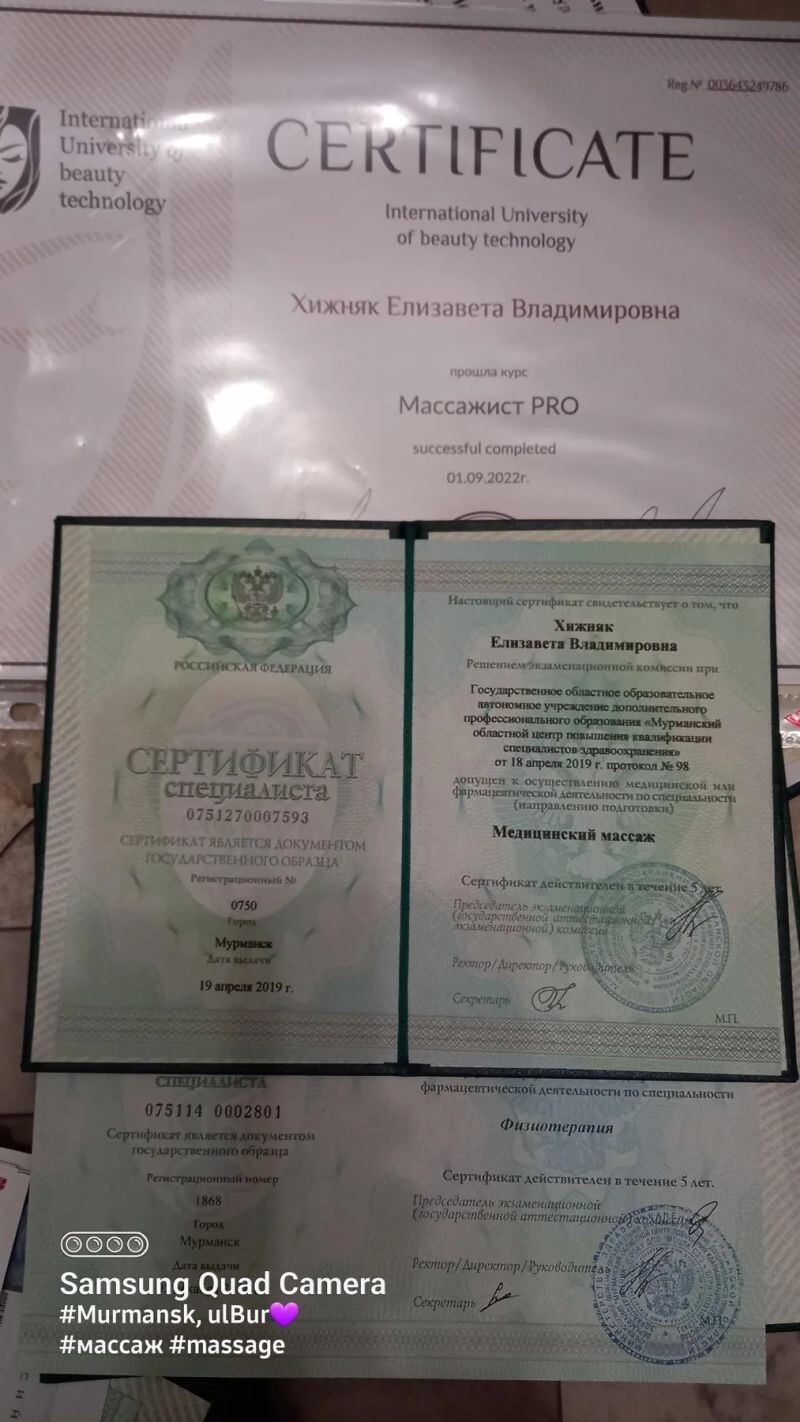 Reg.№ 003643249786
International
University of
beauty
technology
CERTIFICATE
International University
of beauty technology
Хижняк Елизавета Владимировна
прошла курс
Массажист PRO
successful completed
01.09.2022г.
РОССИЙСКАЯ ФЕДЕРАЦИЯ
СЕРТИФИКАТ
специалиста
0751270007593
СЕРТИФИКАТ ЯВЛЯЕТСЯ ДОКУМЕНТОМ
ГОСУДАРСТВЕННОГО ОБРАЗЦА
Регистрационный №
0750
Город
Мурманск
Дата выдачи
19 апреля 2019 г.
Настоящий сертификат свидетельствует о том, что
Хижняк
Елизавета Владимировна
Решением экзаменационной комиссии при
Государственное областное образовательное
автономное учреждение дополнительного
профессионального образования «Мурманский
областной центр повышения квалификации
специалистов здравоохранения»
от 18 апреля 2019 г. протокол № 98
допущен к осуществлению медицинской или
фармацевтической деятельности по специальности
(направлению подготовки)
Медицинский массаж
Сертификат действителен в течение 5 лет.
Председатель экзаменационной
(государственной аттестационной/
экзаменационной) комиссии
Ректор/Директор/Руководитель
Секретарь
М.П.
СПЕЦИАЛИСТА
075114 0002801
Сертификат является документом
государственного образца
Регистрационный номер
1868
Город
Мурманск
Дата выдачи
фармацевтической деятельности по специальности
Физиотерапия
Сертификат действителен в течение 5 лет.
Председатель экзаменационной
(государственной аттестационной)
Ректор/Директор/Руководитель
Секретарь
М.П.
Samsung Quad Camera
#Murmansk, ulBur💜
#массаж #massage